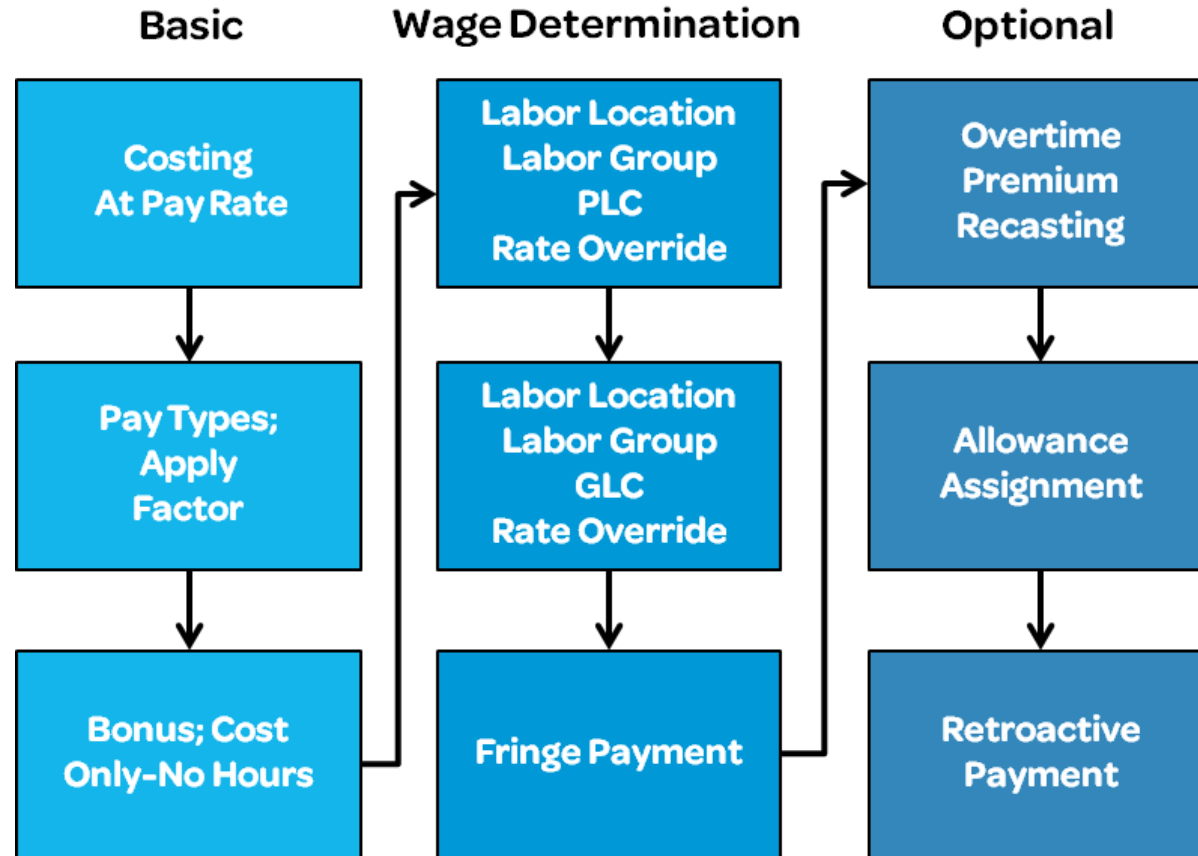 Basic
Costing
At Pay Rate
Pay Types;
Apply
Factor
Bonus; Cost
Only-No Hours
Wage Determination
Labor Location
Labor Group
PLC
Rate Override
Labor Location
Labor Group
GLC
Rate Override
Fringe Payment
Optional
Overtime
Premium
Recasting
Allowance
Assignment
Retroactive
Payment